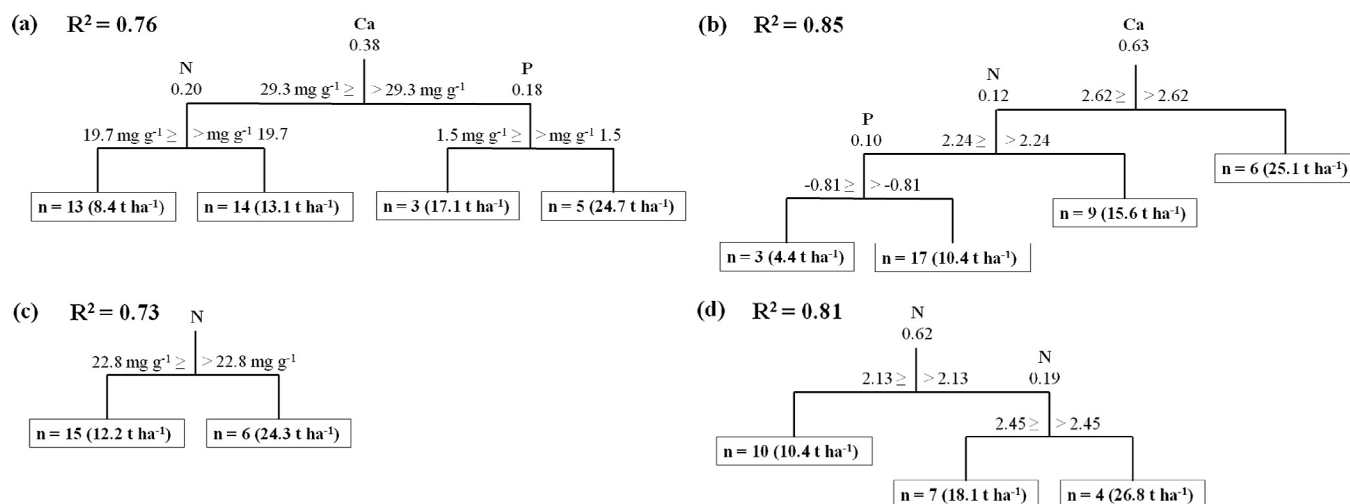 (a) R² = 0.76
Ca
0.38
N
0.20
P
0.18
29.3 mg g⁻¹ ≥ > 29.3 mg g⁻¹
19.7 mg g⁻¹ ≥ > mg g⁻¹ 19.7
1.5 mg g⁻¹ ≥ > mg g⁻¹ 1.5
n = 13 (8.4 t ha⁻¹)
n = 14 (13.1 t ha⁻¹)
n = 3 (17.1 t ha⁻¹)
n = 5 (24.7 t ha⁻¹)
(b) R² = 0.85
Ca
0.63
N
0.12
2.62 ≥ > 2.62
P
0.10
2.24 ≥ > 2.24
n = 6 (25.1 t ha⁻¹)
-0.81 ≥ > -0.81
n = 9 (15.6 t ha⁻¹)
n = 3 (4.4 t ha⁻¹)
n = 17 (10.4 t ha⁻¹)
(c) R² = 0.73
N
22.8 mg g⁻¹ ≥ > 22.8 mg g⁻¹
n = 15 (12.2 t ha⁻¹)
n = 6 (24.3 t ha⁻¹)
(d) R² = 0.81
N
0.62
N
0.19
2.13 ≥ > 2.13
2.45 ≥ > 2.45
n = 10 (10.4 t ha⁻¹)
n = 7 (18.1 t ha⁻¹)
n = 4 (26.8 t ha⁻¹)